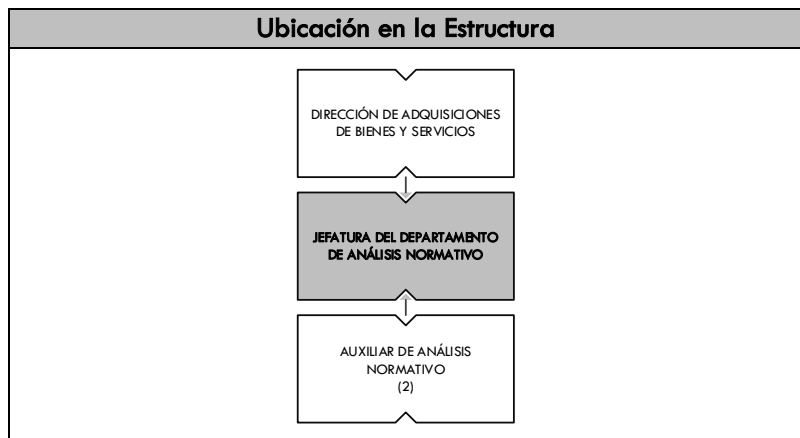 Ubicación en la Estructura
DIRECCIÓN DE ADQUISICIONES
DE BIENES Y SERVICIOS
JEFATURA DEL DEPARTAMENTO
DE ANÁLISIS NORMATIVO
AUXILIAR DE ANÁLISIS
NORMATIVO
(2)